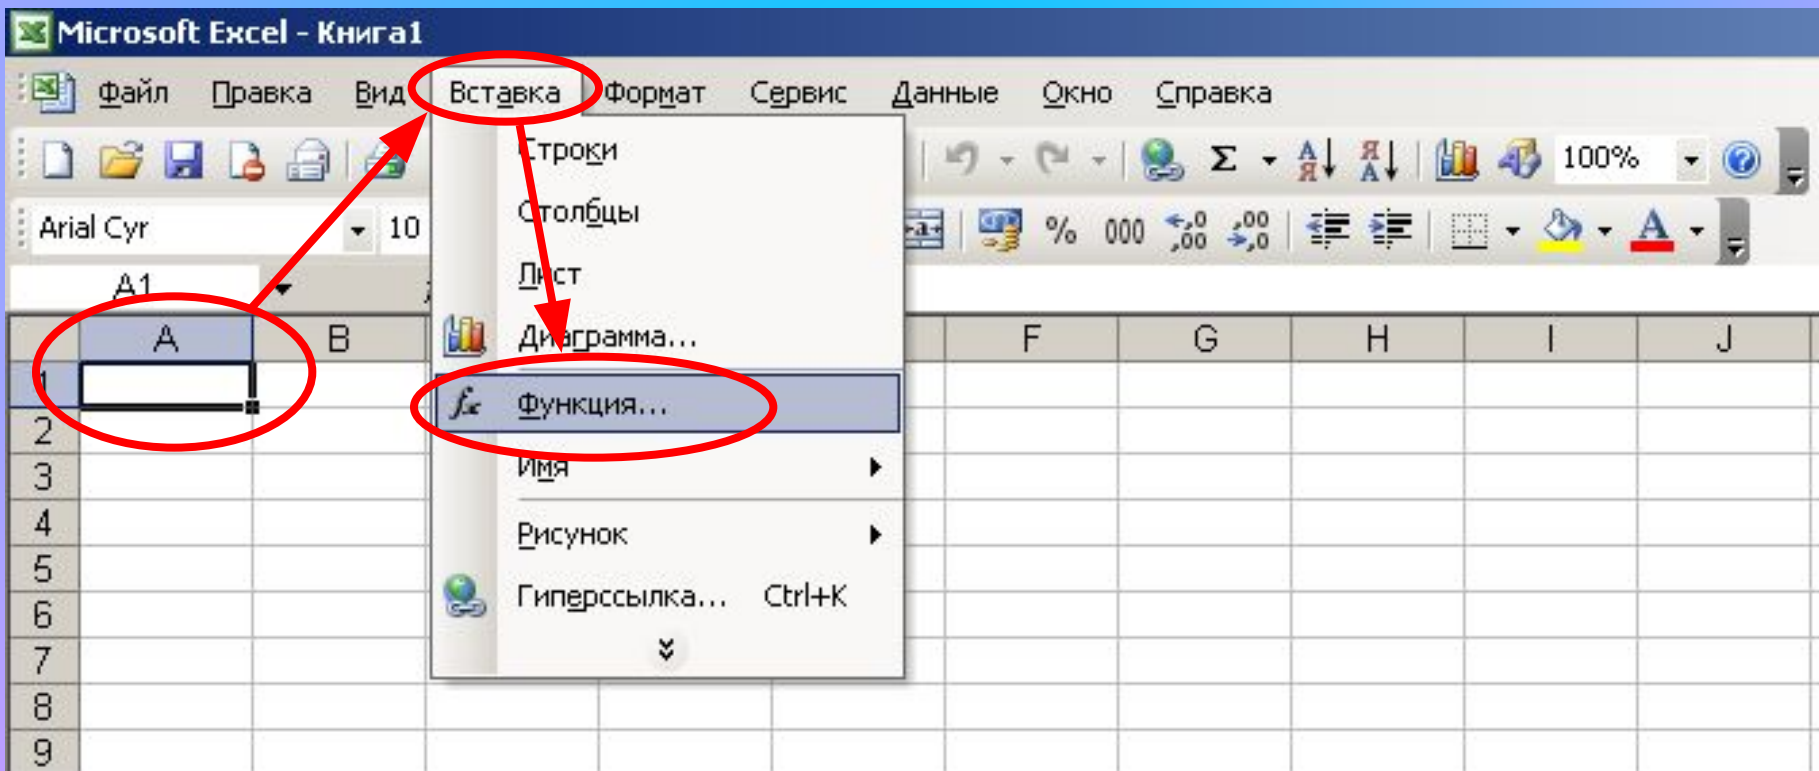 Microsoft Excel - Книга1
Файл Правка Вид Вставка Формат Сервис Данные Окно Справка
100%
Arial Cyr 10 % 000
A1
A B F G H I J
Строки
Столбцы
Лист
Диаграмма...
Функция...
Имя
Рисунок
Гиперссылка... Ctrl+K
1
2
3
4
5
6
7
8
9